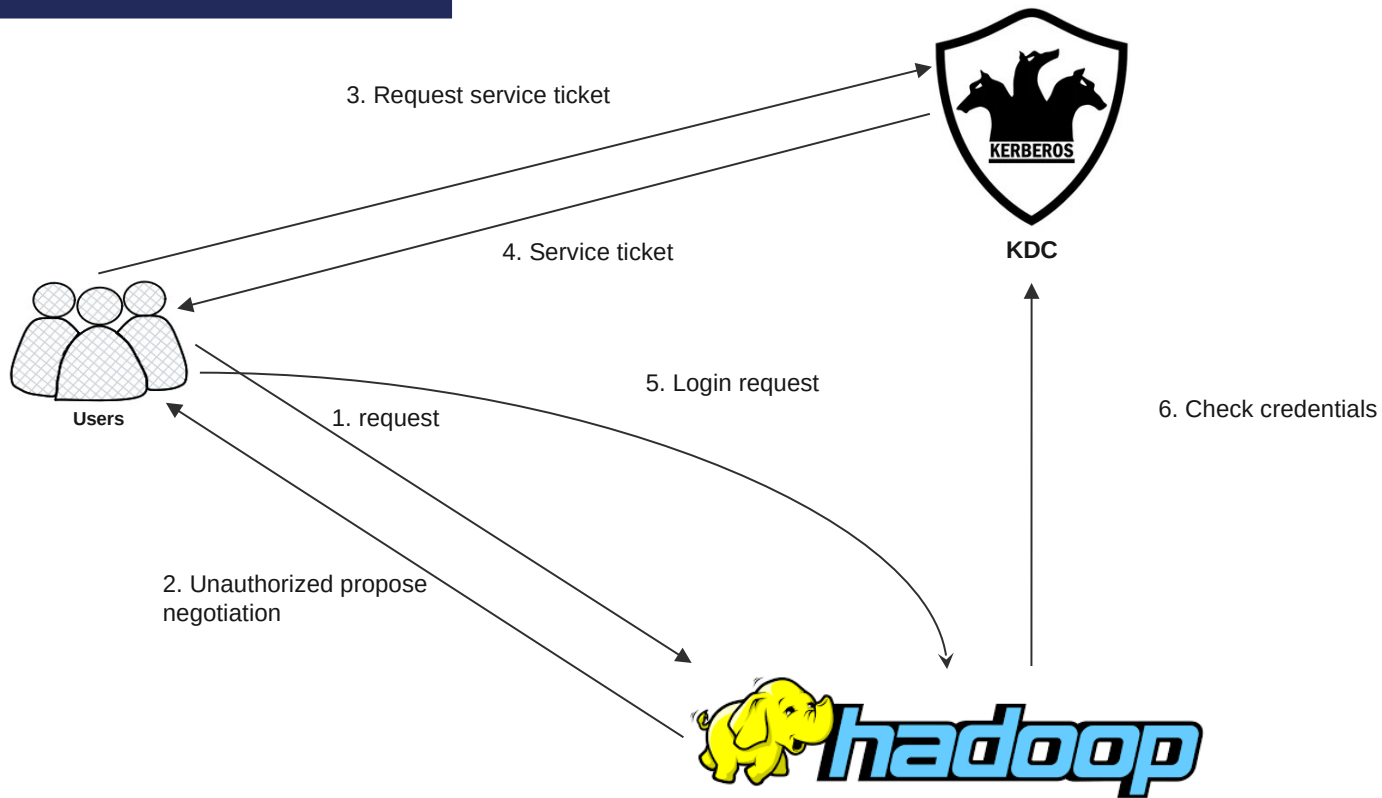 3. Request service ticket
KERBEROS
4. Service ticket
KDC
Users
5. Login request
1. request
6. Check credentials
2. Unauthorized propose
negotiation
hadoop